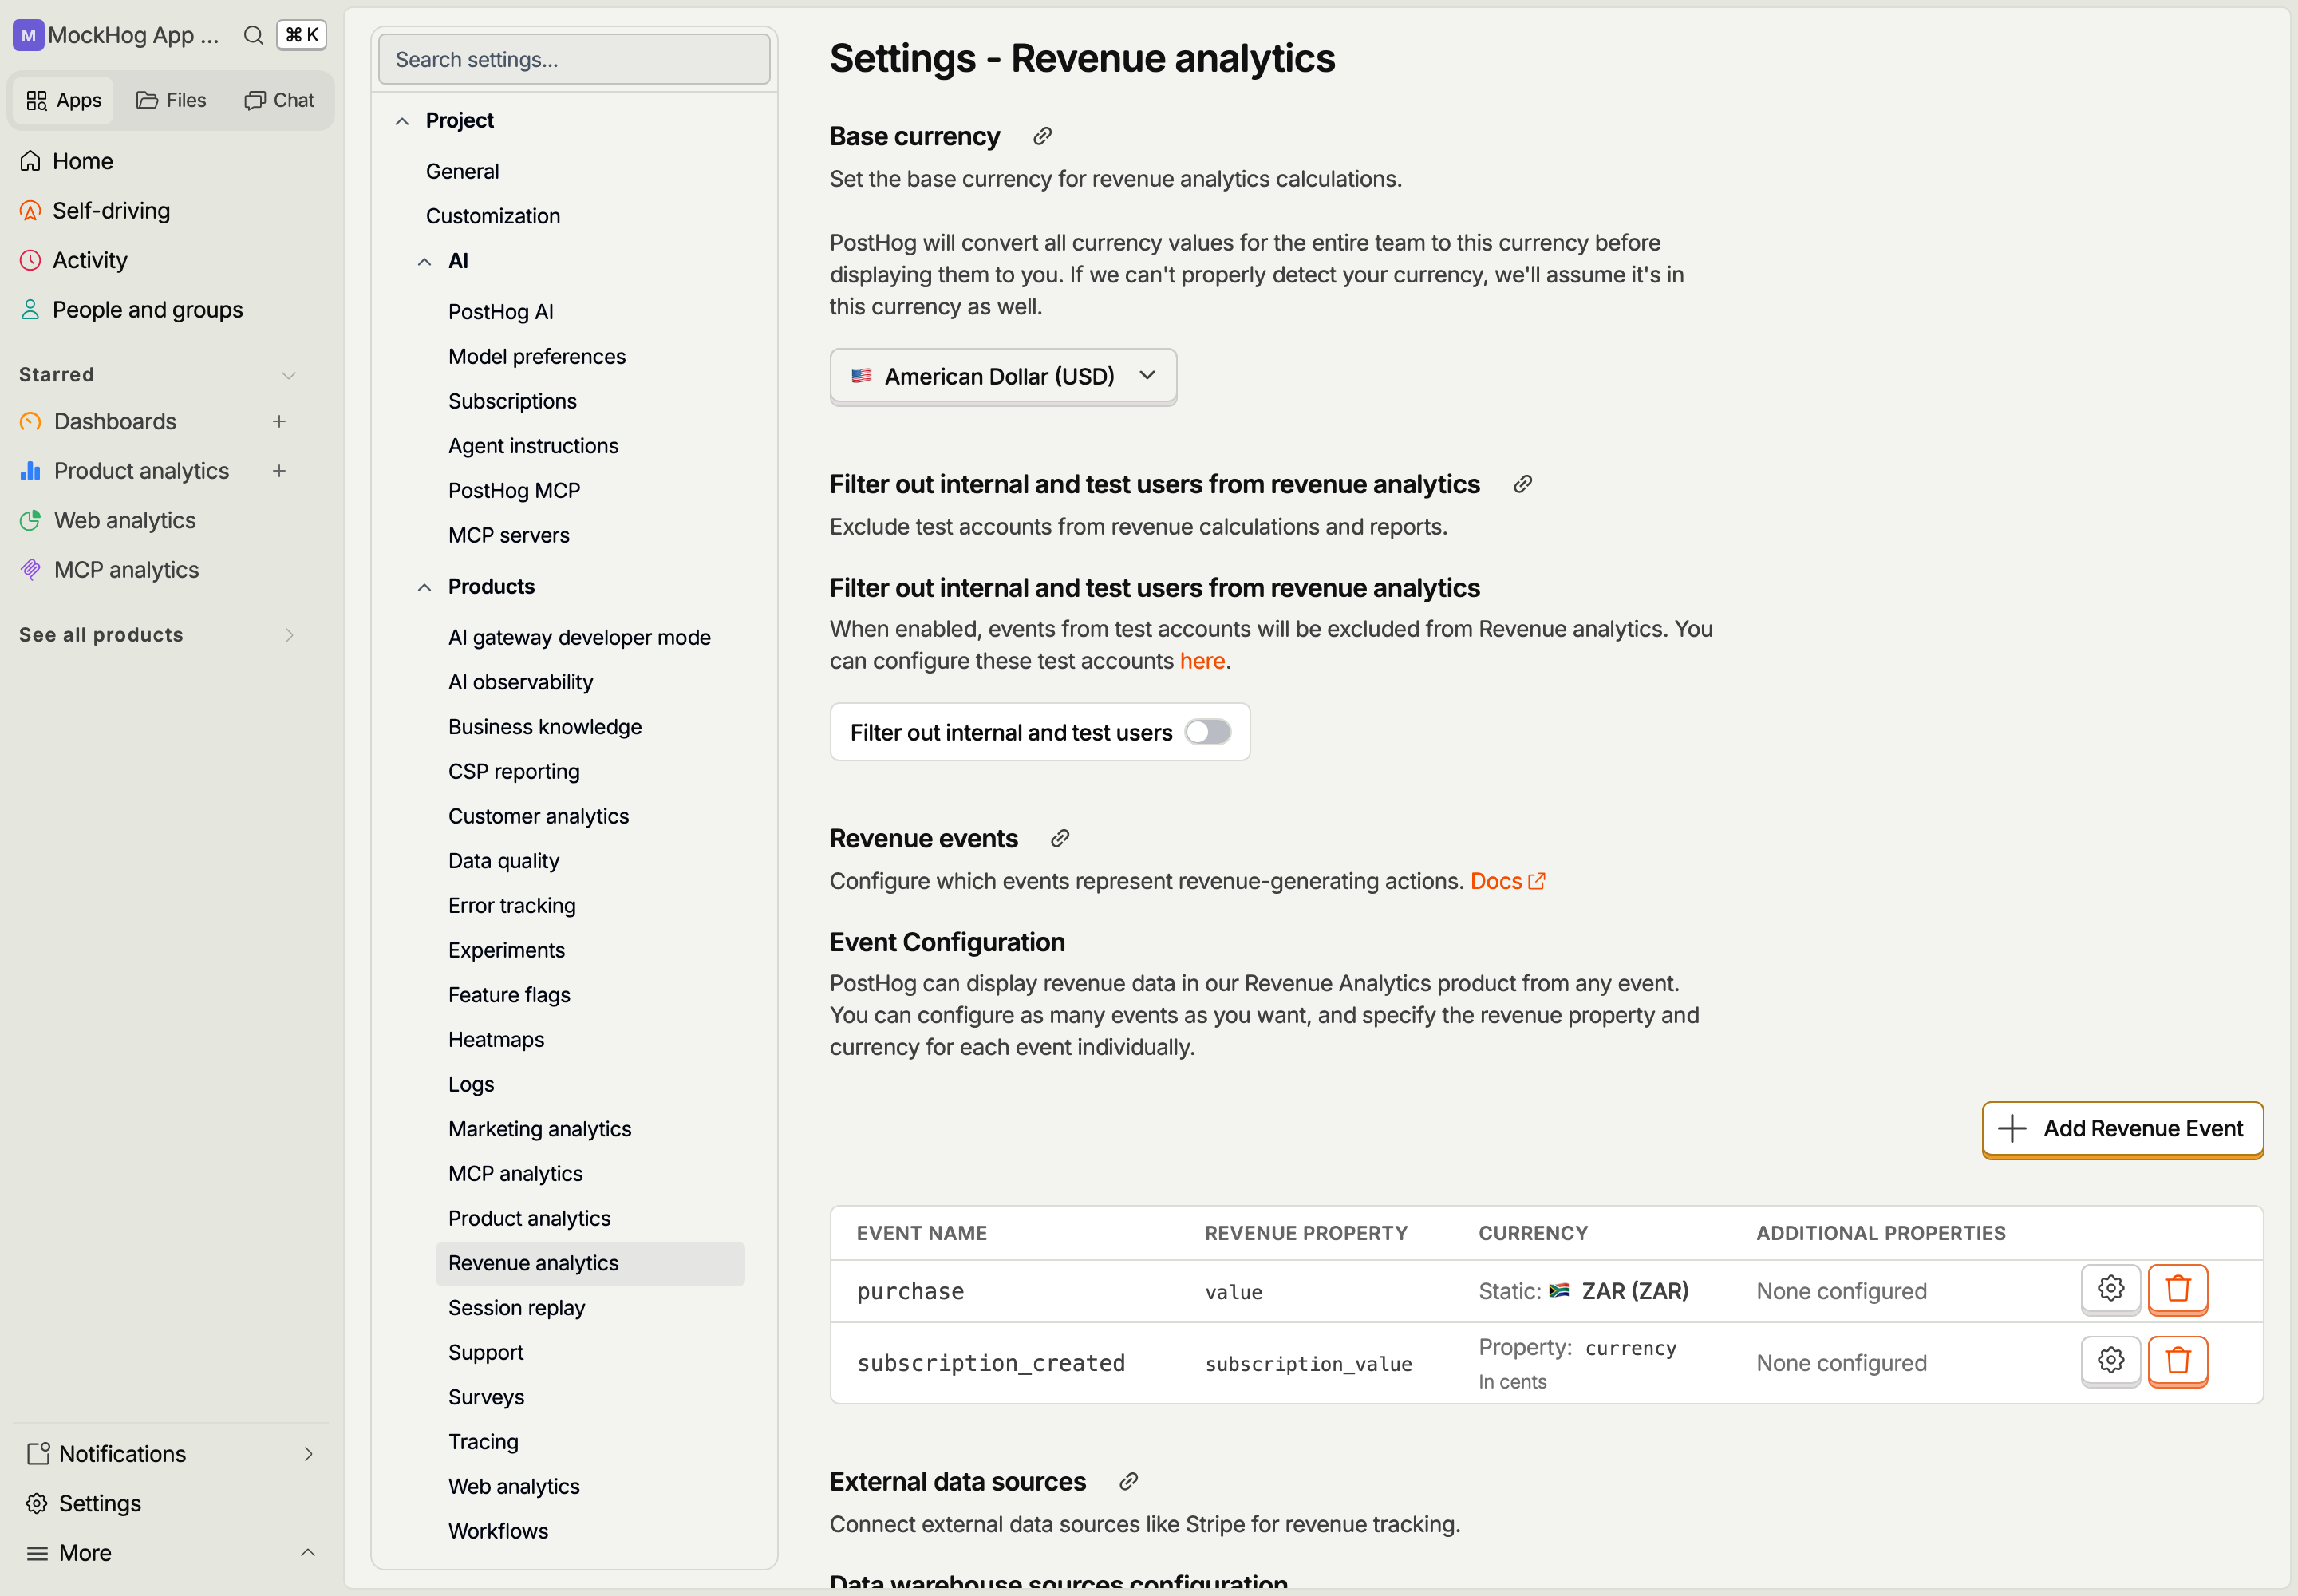 M MockHog App ... ⌘ K
Apps Files Chat
Home
Self-driving
Activity
People and groups
Starred
Dashboards
Product analytics
Web analytics
MCP analytics
See all products
Notifications
Settings
More
Search settings...
Project
General
Customization
AI
PostHog AI
Model preferences
Subscriptions
Agent instructions
PostHog MCP
MCP servers
Products
AI gateway developer mode
AI observability
Business knowledge
CSP reporting
Customer analytics
Data quality
Error tracking
Experiments
Feature flags
Heatmaps
Logs
Marketing analytics
MCP analytics
Product analytics
Revenue analytics
Session replay
Support
Surveys
Tracing
Web analytics
Workflows
Settings - Revenue analytics
Base currency
Set the base currency for revenue analytics calculations.
PostHog will convert all currency values for the entire team to this currency before
displaying them to you. If we can't properly detect your currency, we'll assume it's in
this currency as well.
American Dollar (USD)
Filter out internal and test users from revenue analytics
Exclude test accounts from revenue calculations and reports.
Filter out internal and test users from revenue analytics
When enabled, events from test accounts will be excluded from Revenue analytics. You
can configure these test accounts here.
Filter out internal and test users
Revenue events
Configure which events represent revenue-generating actions. Docs
Event Configuration
PostHog can display revenue data in our Revenue Analytics product from any event.
You can configure as many events as you want, and specify the revenue property and
currency for each event individually.
Add Revenue Event
EVENT NAME REVENUE PROPERTY CURRENCY ADDITIONAL PROPERTIES
purchase value Static: ZAR (ZAR) None configured
subscription_created subscription_value Property: currency None configured
In cents
External data sources
Connect external data sources like Stripe for revenue tracking.
Data warehouse sources configuration